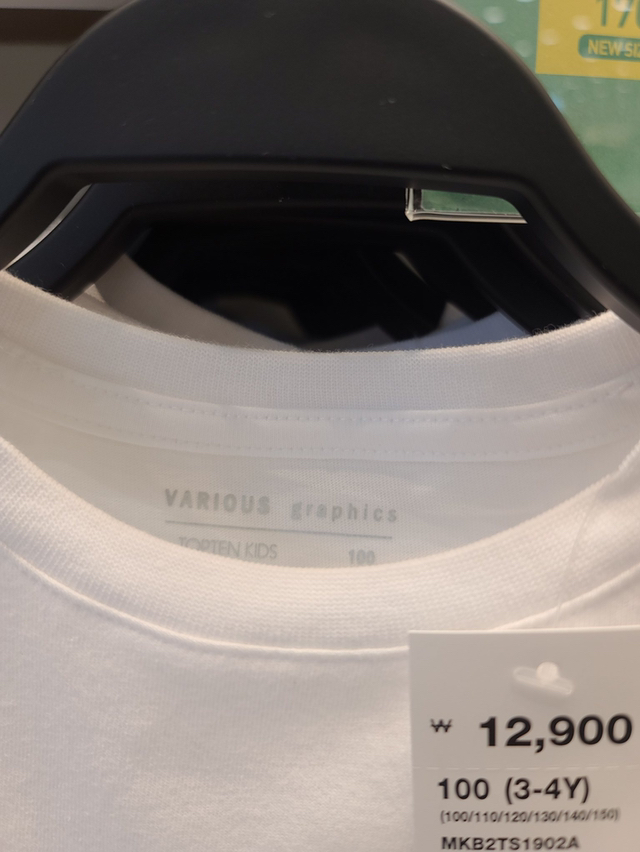 NEW
VARIOUS graphics
TOPTEN KIDS 100
₩ 12,900
100 (3-4Y)
(100/110/120/130/140/150)
MKB2TS1902A